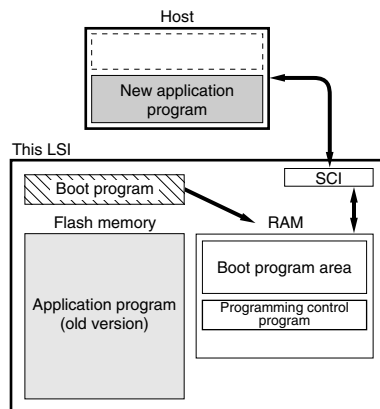 Host
New application
program
This LSI
SCI
Boot program
Flash memory
RAM
Boot program area
Application program
(old version)
Programming control
program